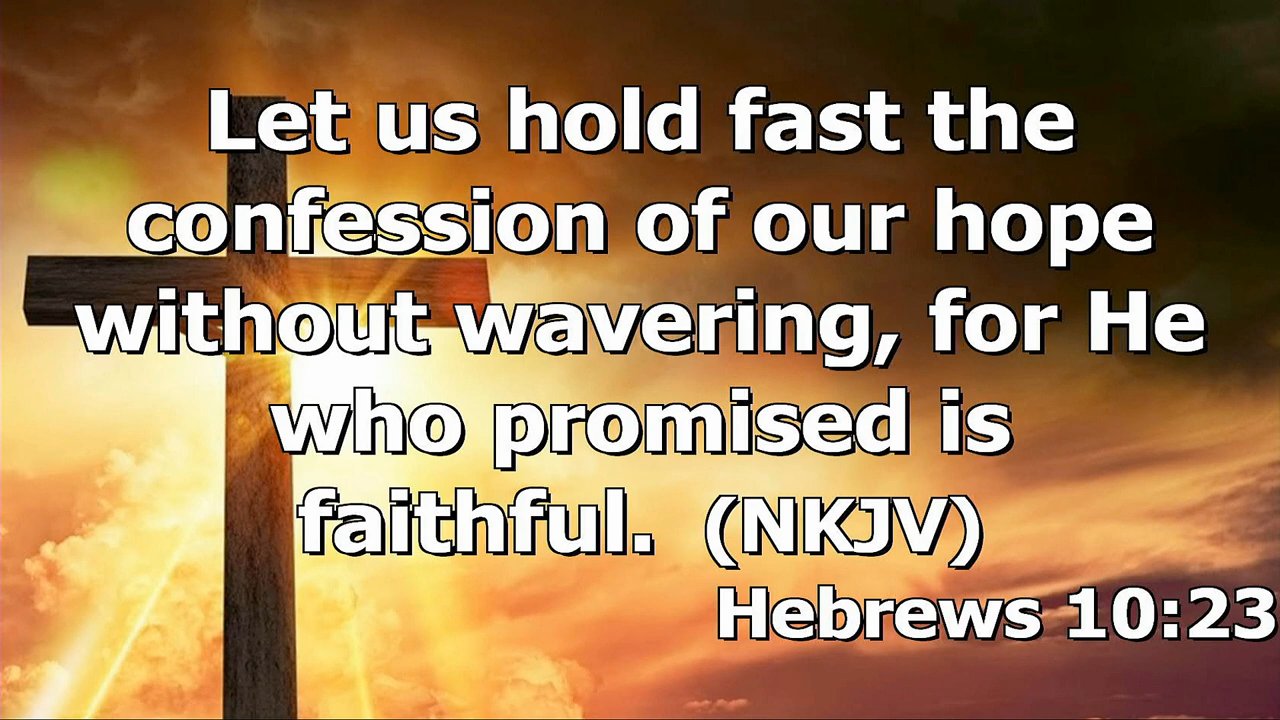 Let us hold fast the
confession of our hope
without wavering, for He
who promised is
faithful. (NKJV)
Hebrews 10:23